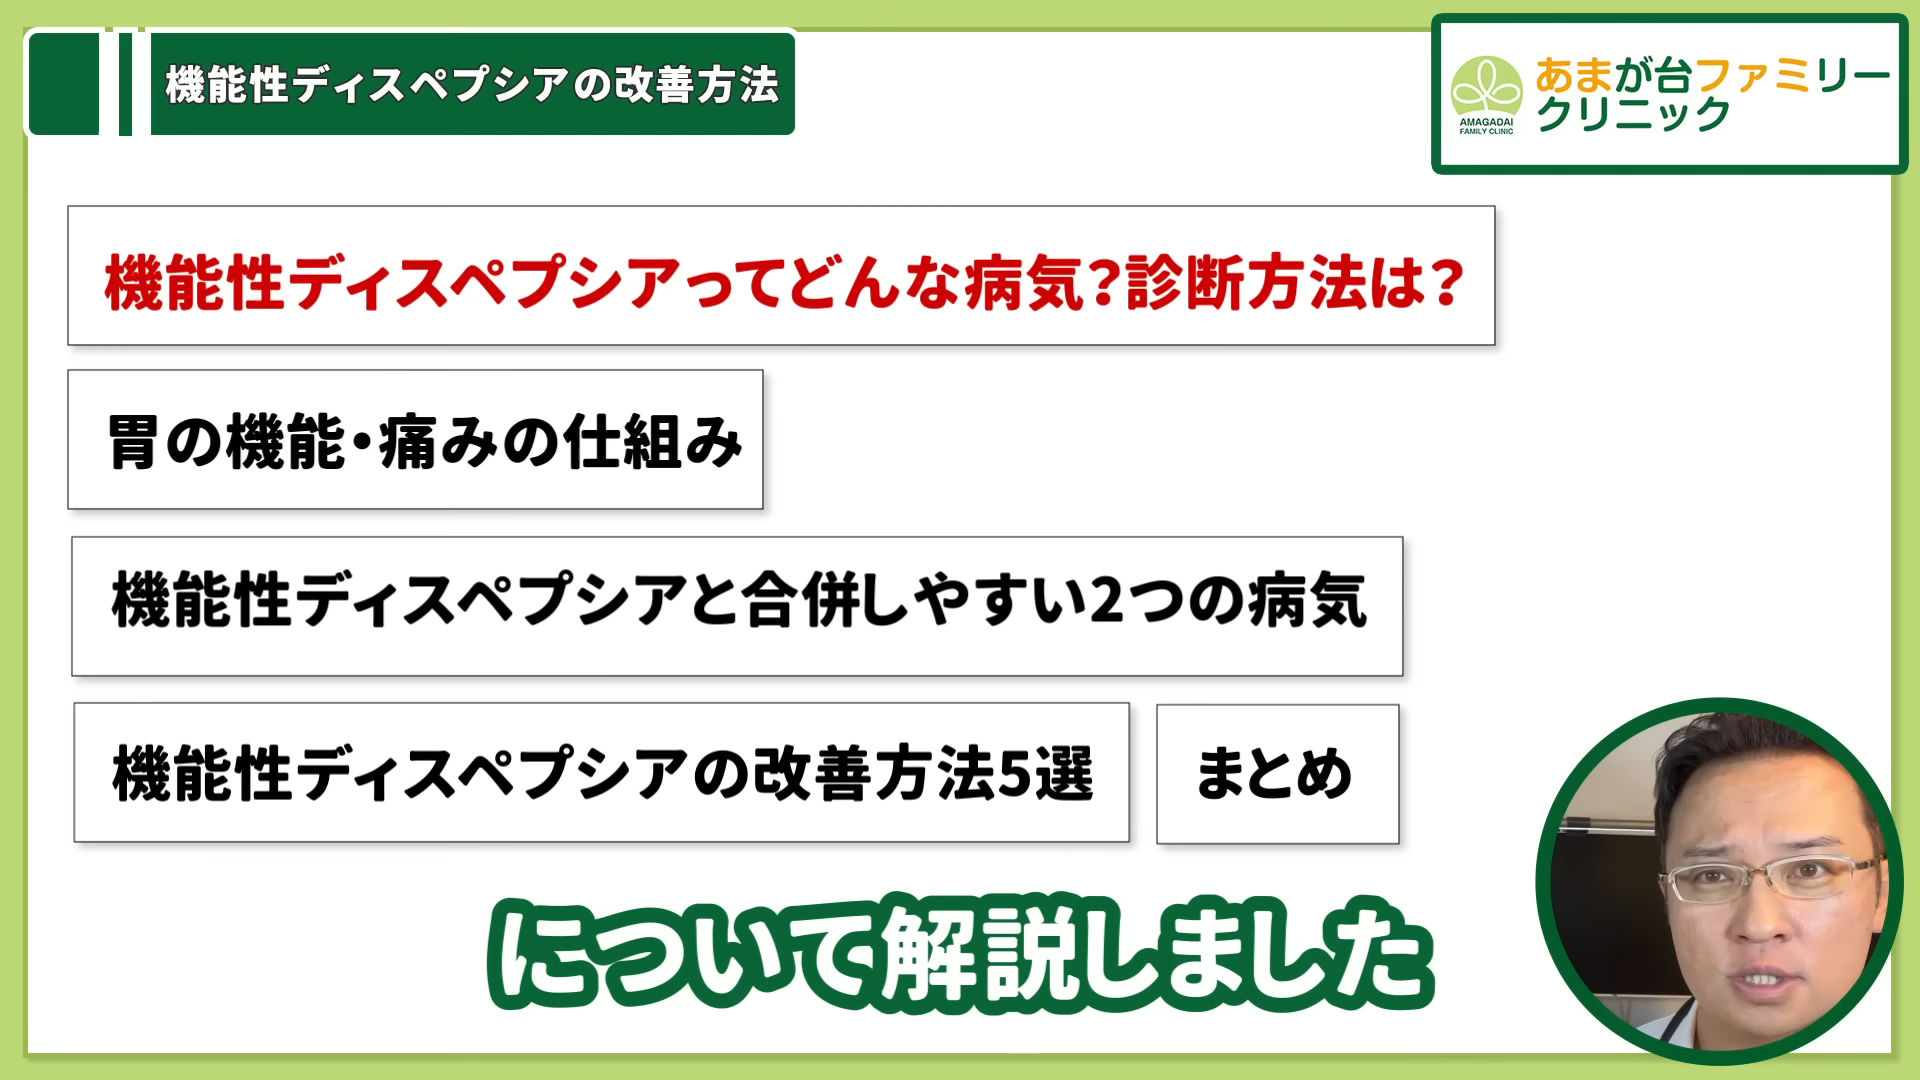 機能性ディスペプシアの改善方法
あまが台ファミリー
クリニック
AMAGADAI
FAMILY CLINIC
機能性ディスペプシアってどんな病気?診断方法は?
胃の機能・痛みの仕組み
機能性ディスペプシアと合併しやすい2つの病気
機能性ディスペプシアの改善方法5選
まとめ
について解説しました